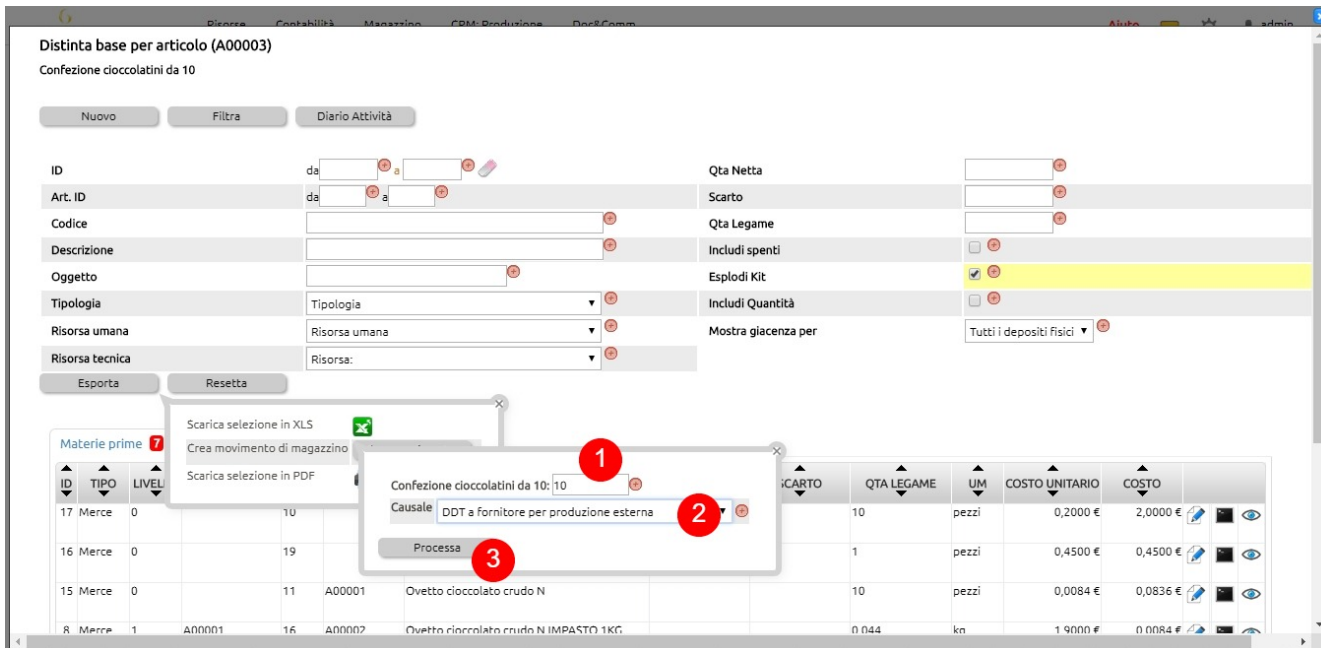 Risorse Contabilità Magazzino CRM: Produzione Doc&Comm Aiuto admin
Distinta base per articolo (A00003)
Confezione cioccolatini da 10
Nuovo Filtra Diario Attività
ID da a Qta Netta
Art. ID da a Scarto
Codice Qta Legame
Descrizione Includi spenti
Oggetto Esplodi Kit
Tipologia Tipologia Includi Quantità
Risorsa umana Risorsa umana Mostra giacenza per Tutti i depositi fisici
Risorsa tecnica Risorsa:
Esporta Resetta
Scarica selezione in XLS
Crea movimento di magazzino
Scarica selezione in PDF
1
Confezione cioccolatini da 10: 10
Causale DDT a fornitore per produzione esterna 2
Processa 3
Materie prime 7
ID TIPO LIVEL SCARTO QTA LEGAME UM COSTO UNITARIO COSTO
17 Merce 0 10 10 pezzi 0,2000 € 2,0000 €
16 Merce 0 19 1 pezzi 0,4500 € 0,4500 €
15 Merce 0 11 A00001 Ovetto cioccolato crudo N 10 pezzi 0,0084 € 0,0836 €
8 Merce 1 A00001 16 A00002 Ovetto cioccolato crudo N IMPASTO 1KG 0,044 kg 1,9000 € 0,0084 €